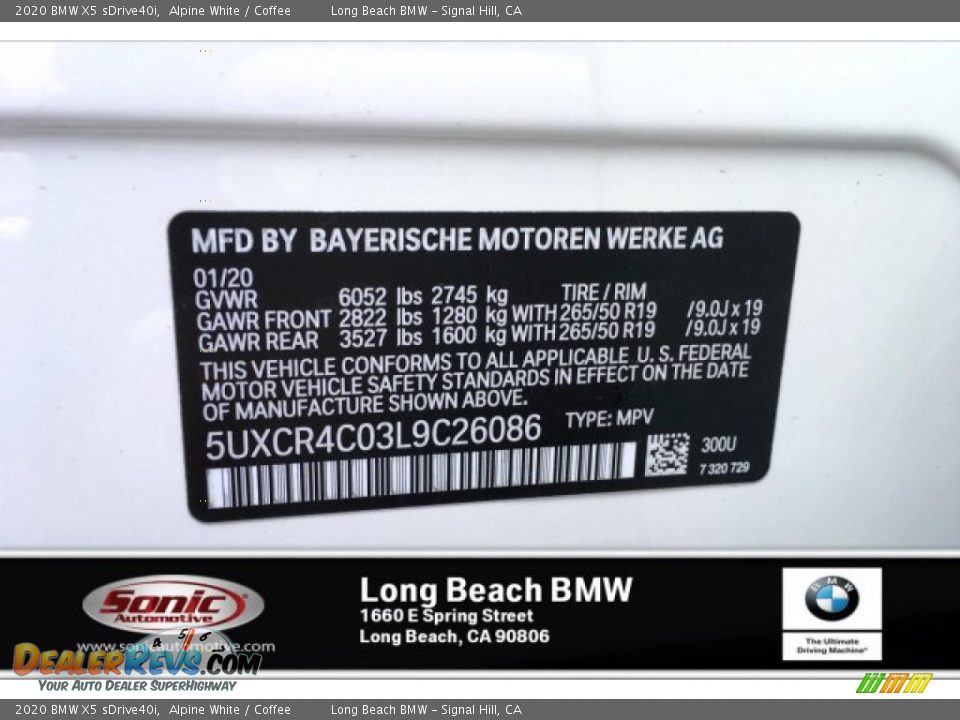 2020 BMW X5 sDrive40i, Alpine White / Coffee Long Beach BMW - Signal Hill, CA
MFD BY BAYERISCHE MOTOREN WERKE AG
01/20
GVWR 6052 lbs 2745 kg TIRE / RIM
GAWR FRONT 2822 lbs 1280 kg WITH 265/50 R19 /9.0J x 19
GAWR REAR 3527 lbs 1600 kg WITH 265/50 R19 /9.0J x 19
THIS VEHICLE CONFORMS TO ALL APPLICABLE U. S. FEDERAL
MOTOR VEHICLE SAFETY STANDARDS IN EFFECT ON THE DATE
OF MANUFACTURE SHOWN ABOVE.
5UXCR4C03L9C26086 TYPE: MPV
300U
7 320 729
Sonic
Automotive
www.sonicautomotive.com
Long Beach BMW
1660 E Spring Street
Long Beach, CA 90806
BMW
The Ultimate
Driving Machine®
4 5 6
DEALERREVS.COM
YOUR AUTO DEALER SUPERHIGHWAY
2020 BMW X5 sDrive40i, Alpine White / Coffee Long Beach BMW - Signal Hill, CA